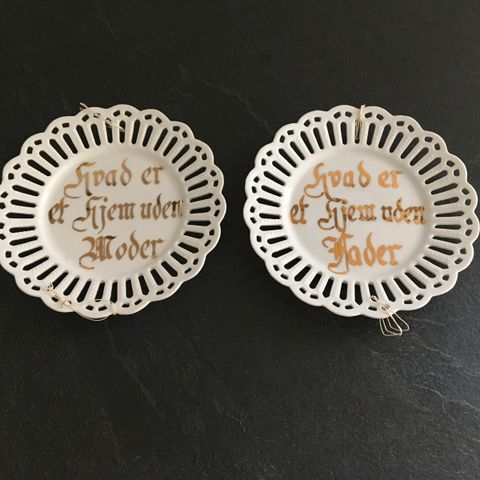 Hvad er
et Hjem uden
Moder
Hvad er
et Hjem uden
Fader